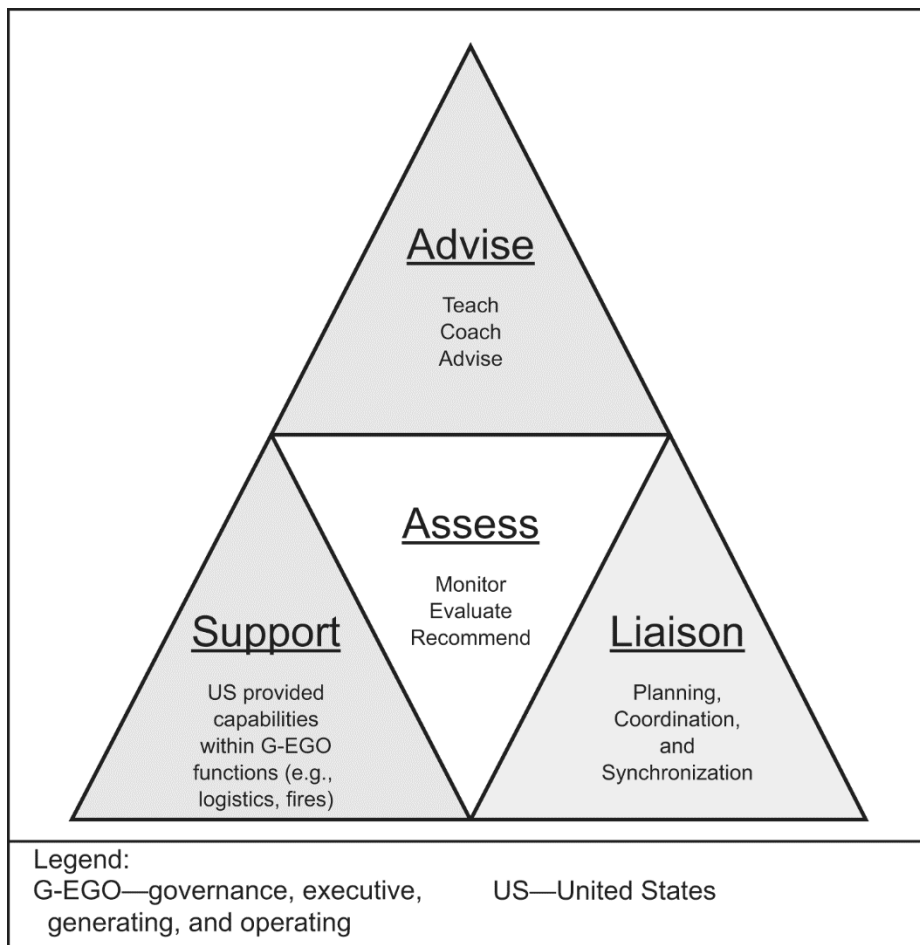 Advise
Teach
Coach
Advise
Assess
Monitor
Evaluate
Recommend
Support
US provided
capabilities
within G-EGO
functions (e.g.,
logistics, fires)
Liaison
Planning,
Coordination,
and
Synchronization
Legend:
G-EGO—governance, executive,
generating, and operating
US—United States